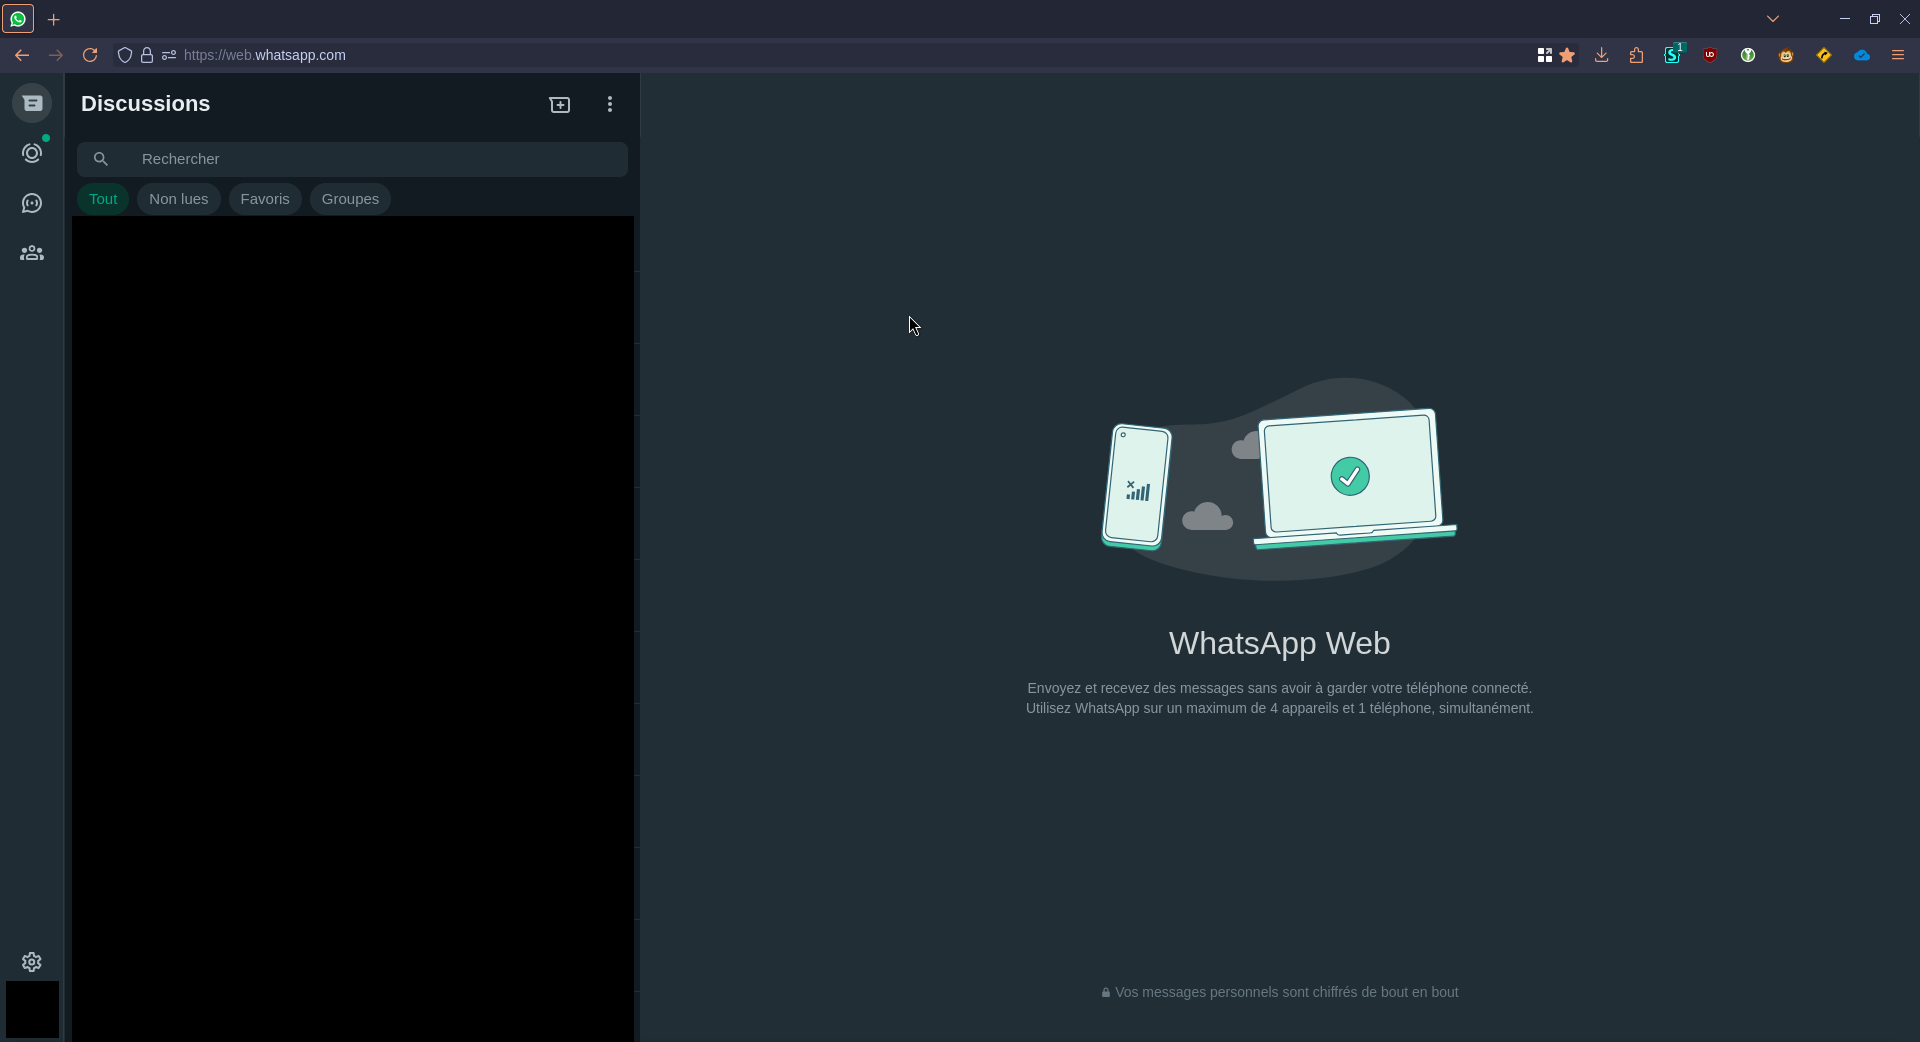 https://web.whatsapp.com
1
UD
Discussions
Rechercher
Tout
Non lues
Favoris
Groupes
WhatsApp Web
Envoyez et recevez des messages sans avoir à garder votre téléphone connecté.
Utilisez WhatsApp sur un maximum de 4 appareils et 1 téléphone, simultanément.
Vos messages personnels sont chiffrés de bout en bout